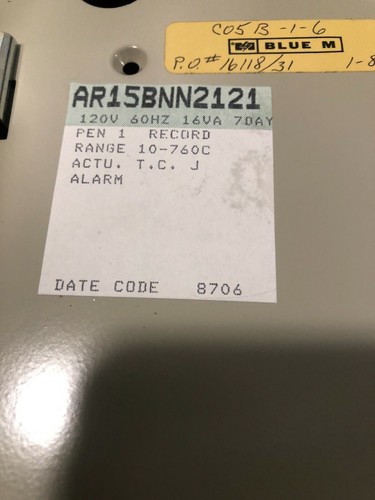 CO5B-1-6
BLUE M
P.O.# 16118/31 1-8
AR15BNN2121
120V 60HZ 16VA 7DAY
PEN 1 RECORD
RANGE 10-760C
ACTU. T.C. J
ALARM
DATE CODE 8706